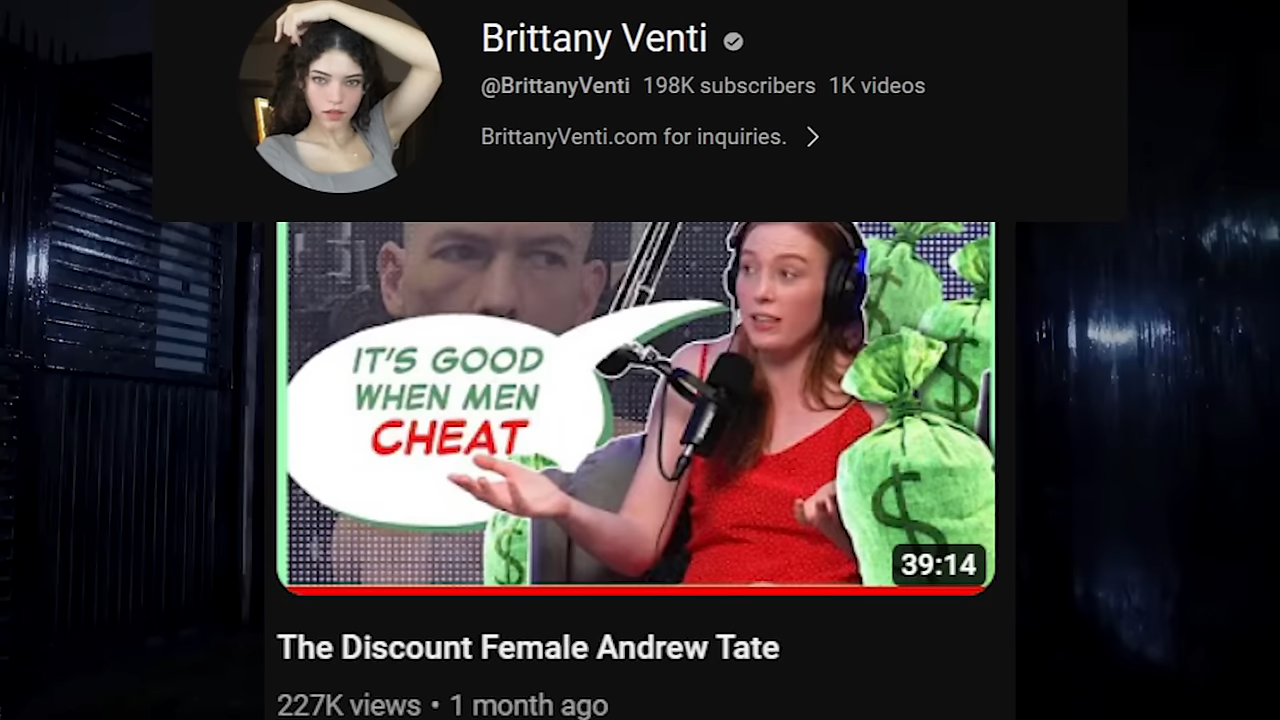 Brittany Venti
@BrittanyVenti 198K subscribers 1K videos
BrittanyVenti.com for inquiries.
IT'S GOOD
WHEN MEN
CHEAT
$
$
$
$
39:14
The Discount Female Andrew Tate
227K views • 1 month ago